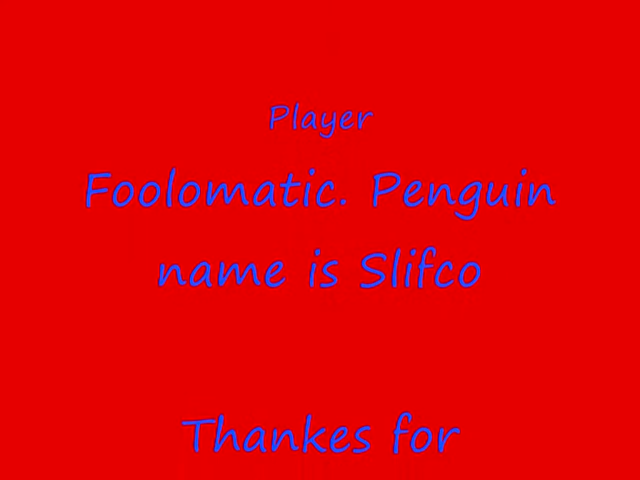 Player
Foolomatic. Penguin
name is Slifco
Thankes for